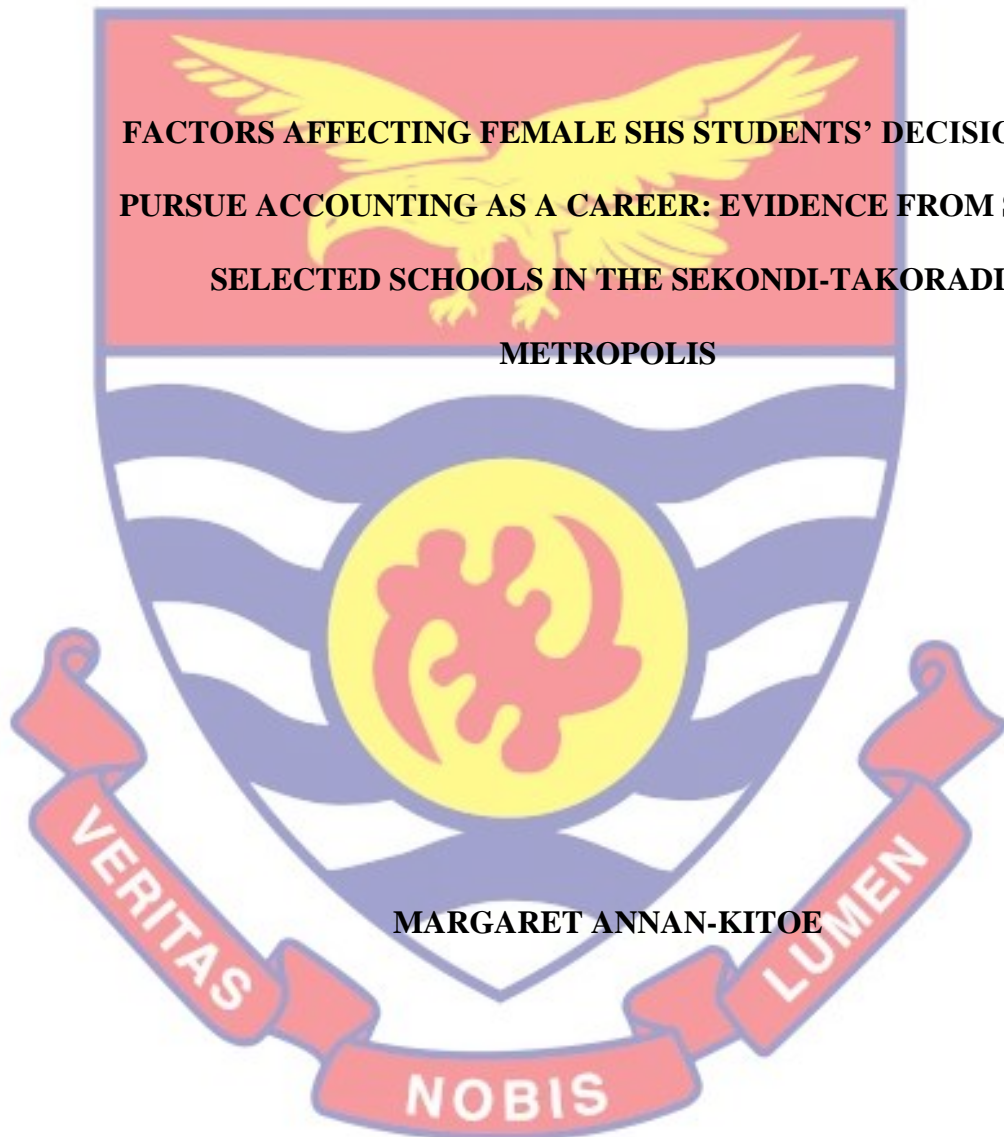 FACTORS AFFECTING FEMALE SHS STUDENTS’
PURSUE ACCOUNTING AS A CAREER: EVIDENCE FROM
SELECTED SCHOOLS IN THE SEKONDI-TAKORADI
METROPOLIS
MARGARET ANNAN-KITOE
VERITAS
NOBIS
LUMEN